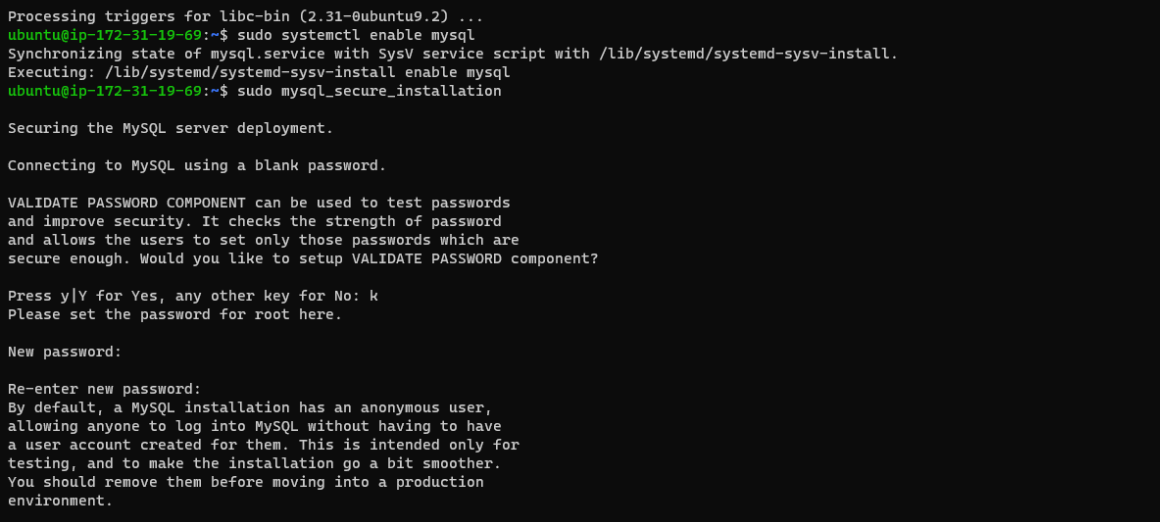 Processing triggers for libc-bin (2.31-0ubuntu9.2) ...
ubuntu@ip-172-31-19-69:~$ sudo systemctl enable mysql
Synchronizing state of mysql.service with SysV service script with /lib/systemd/systemd-sysv-install.
Executing: /lib/systemd/systemd-sysv-install enable mysql
ubuntu@ip-172-31-19-69:~$ sudo mysql_secure_installation
Securing the MySQL server deployment.
Connecting to MySQL using a blank password.
VALIDATE PASSWORD COMPONENT can be used to test passwords
and improve security. It checks the strength of password
and allows the users to set only those passwords which are
secure enough. Would you like to setup VALIDATE PASSWORD component?
Press y|Y for Yes, any other key for No: k
Please set the password for root here.
New password:
Re-enter new password:
By default, a MySQL installation has an anonymous user,
allowing anyone to log into MySQL without having to have
a user account created for them. This is intended only for
testing, and to make the installation go a bit smoother.
You should remove them before moving into a production
environment.